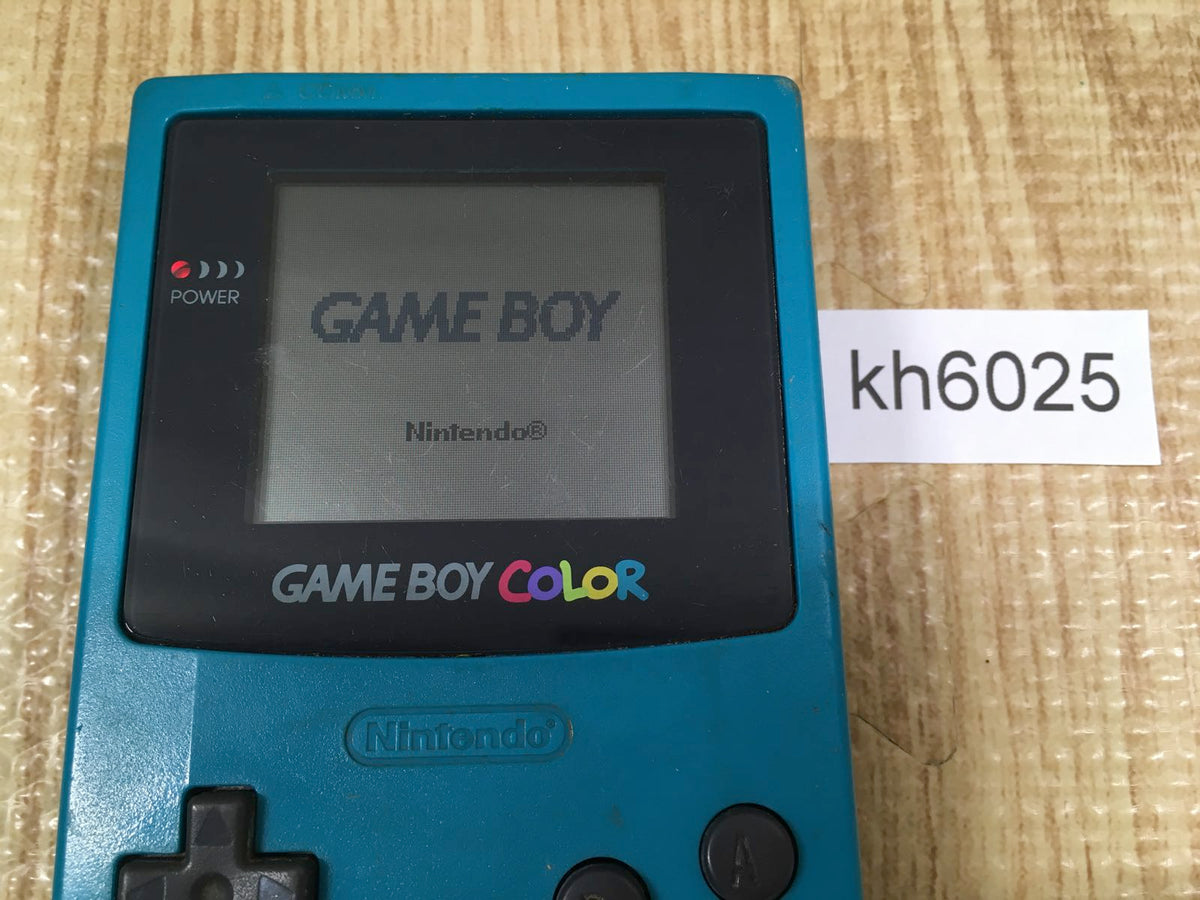 POWER
GAME BOY
Nintendo®
kh6025
GAME BOY COLOR
Nintendo®
A